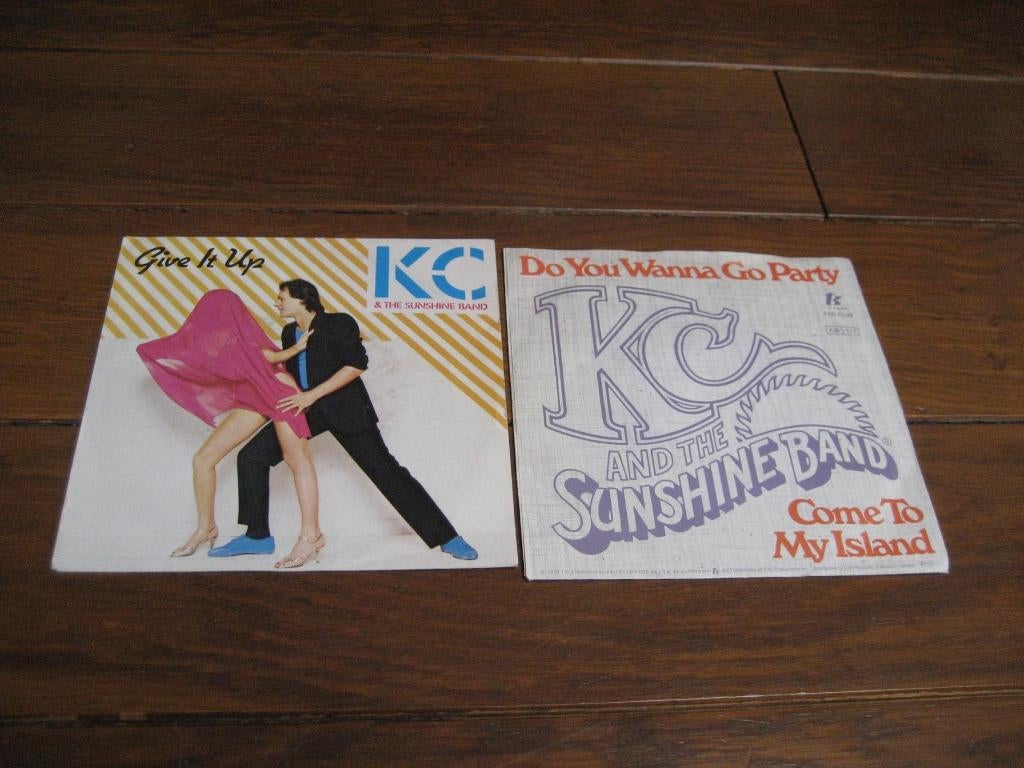 Give It Up
KC
& THE SUNSHINE BAND
Do You Wanna Go Party
KC
AND THE
SUNSHINE BAND®
Come To
My Island